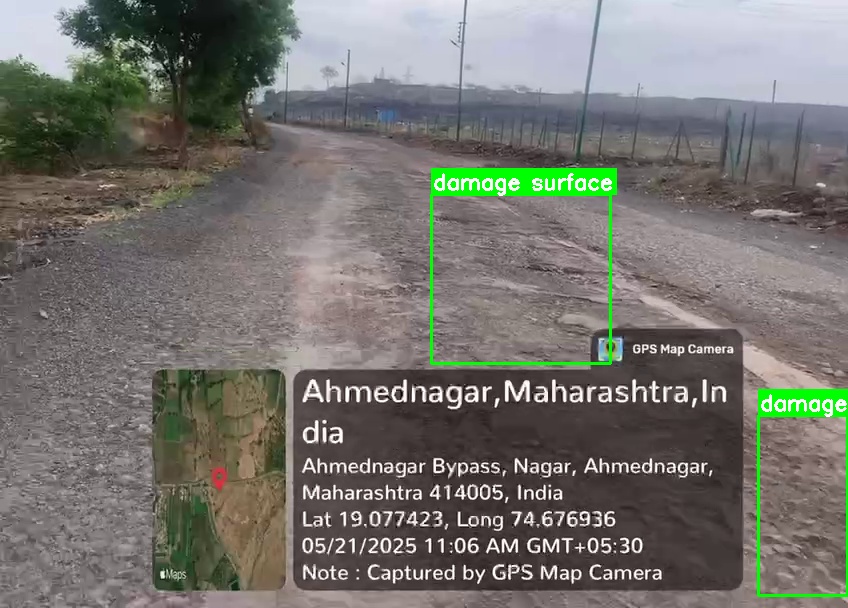 damage surface
GPS Map Camera
damage
Ahmednagar,Maharashtra,In
dia
Ahmednagar Bypass, Nagar, Ahmednagar,
Maharashtra 414005, India
Lat 19.077423, Long 74.676936
05/21/2025 11:06 AM GMT+05:30
Note : Captured by GPS Map Camera
Maps